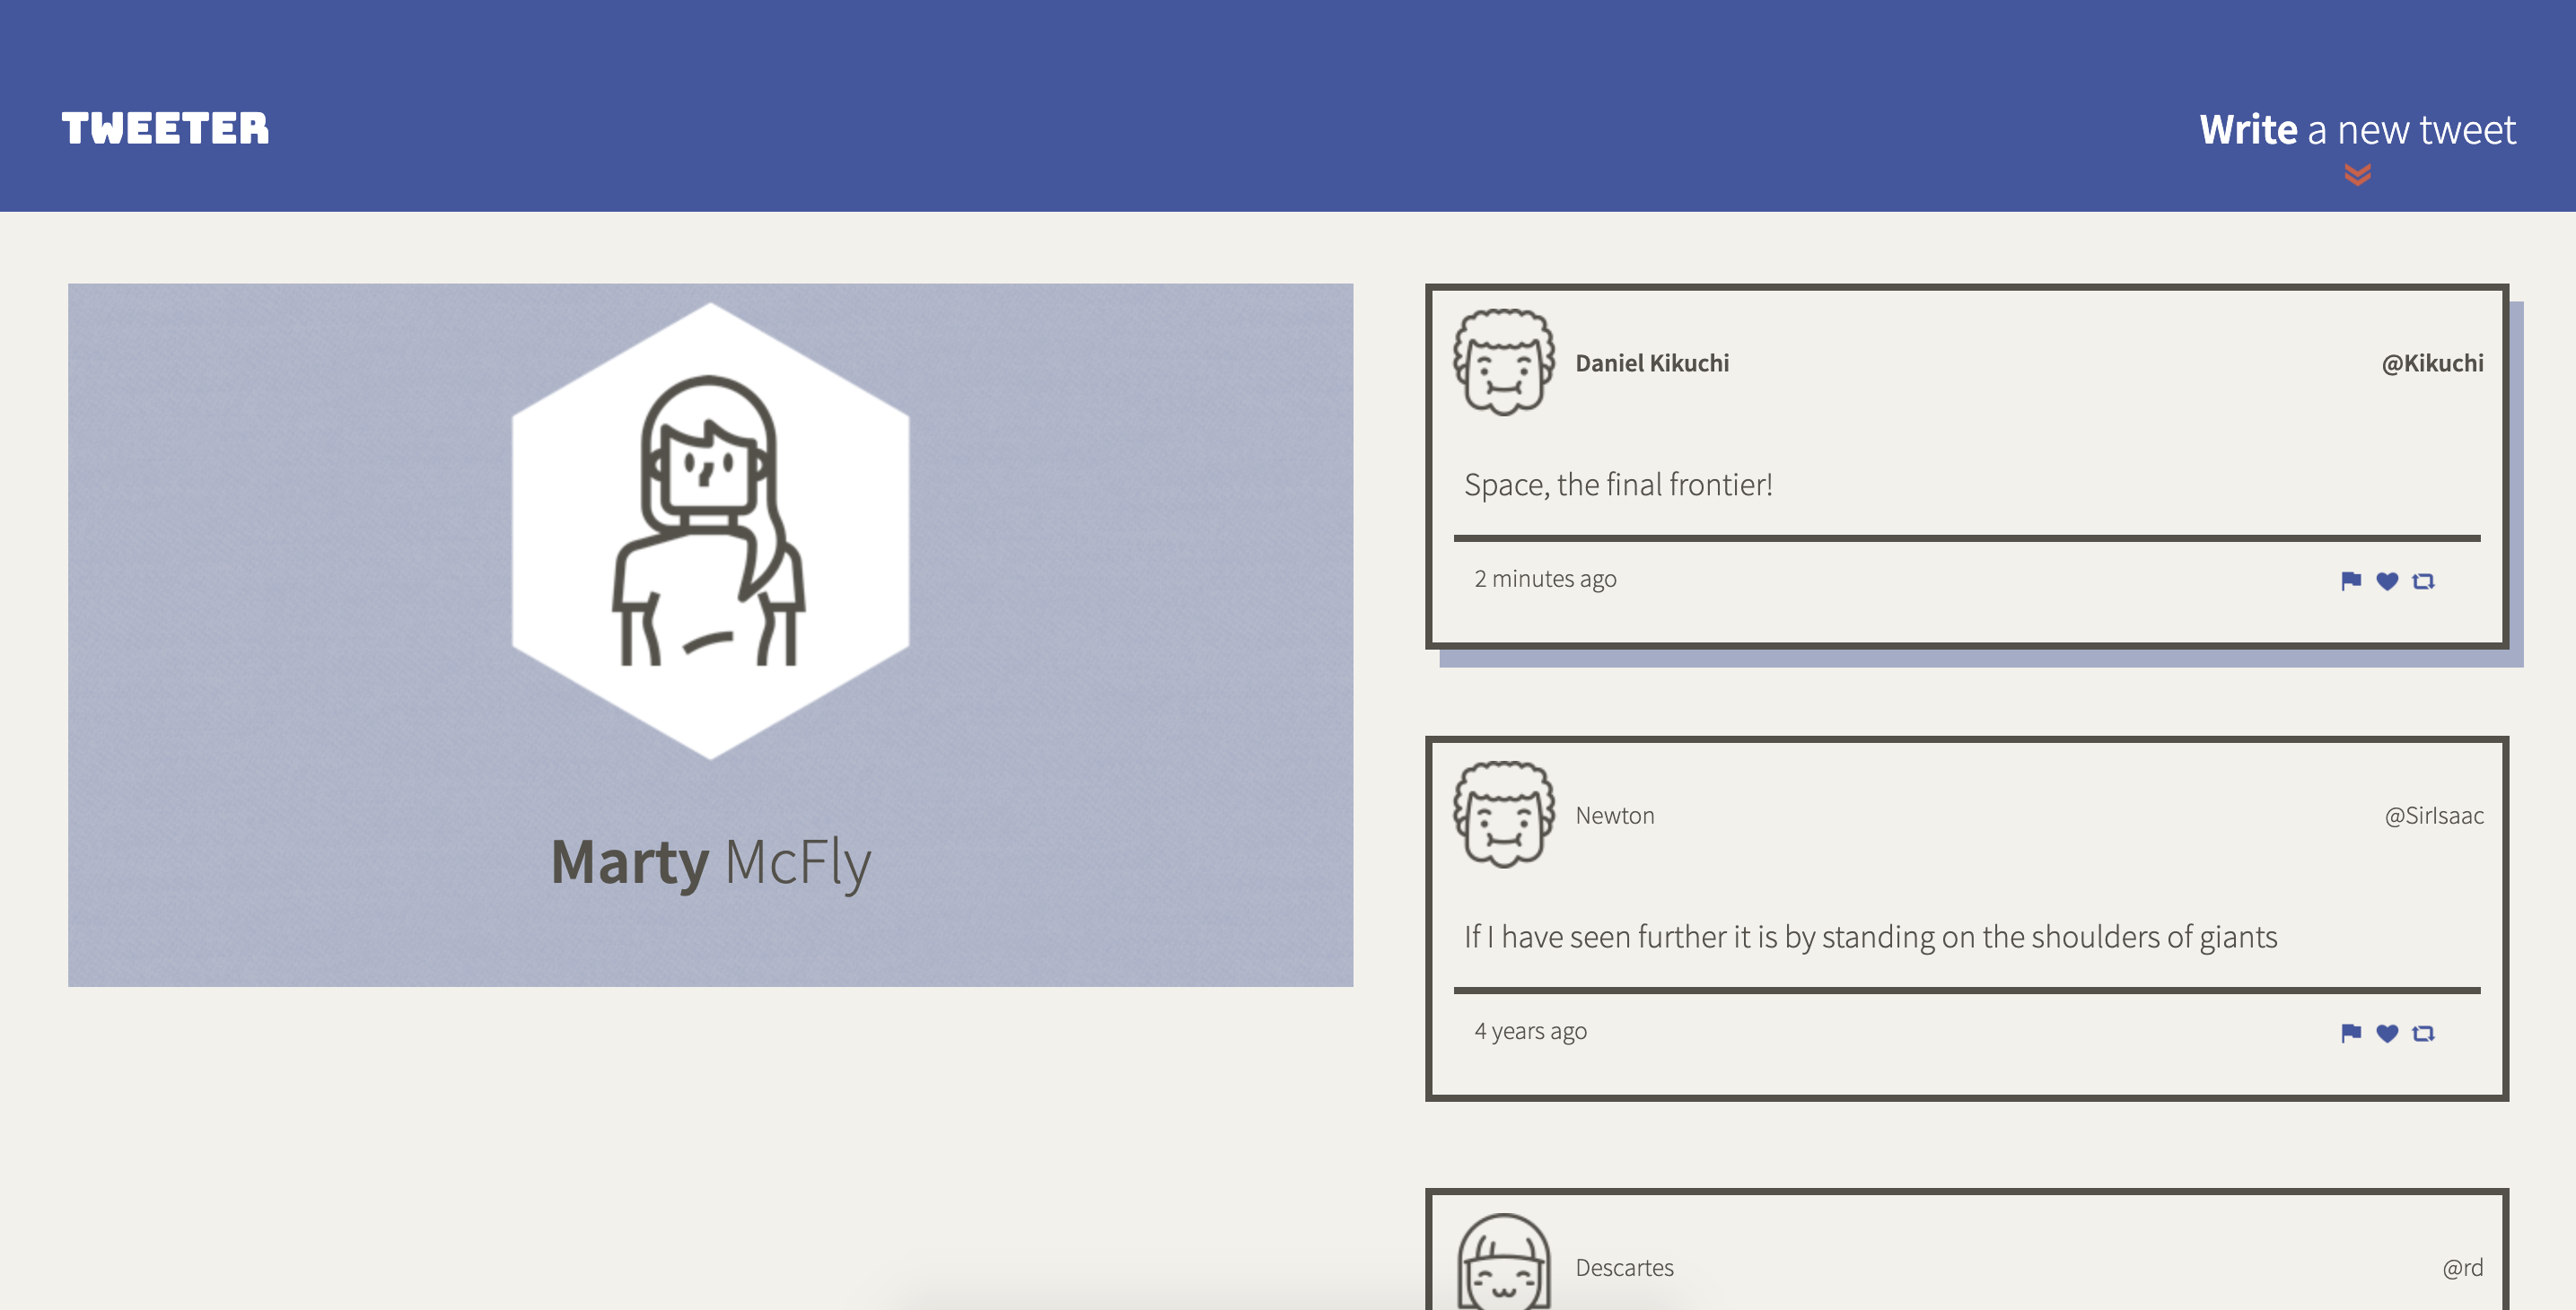 TWEETER
Write a new tweet
Marty McFly
Daniel Kikuchi
@Kikuchi
Space, the final frontier!
2 minutes ago
Newton
@SirIsaac
If I have seen further it is by standing on the shoulders of giants
4 years ago
Descartes
@rd